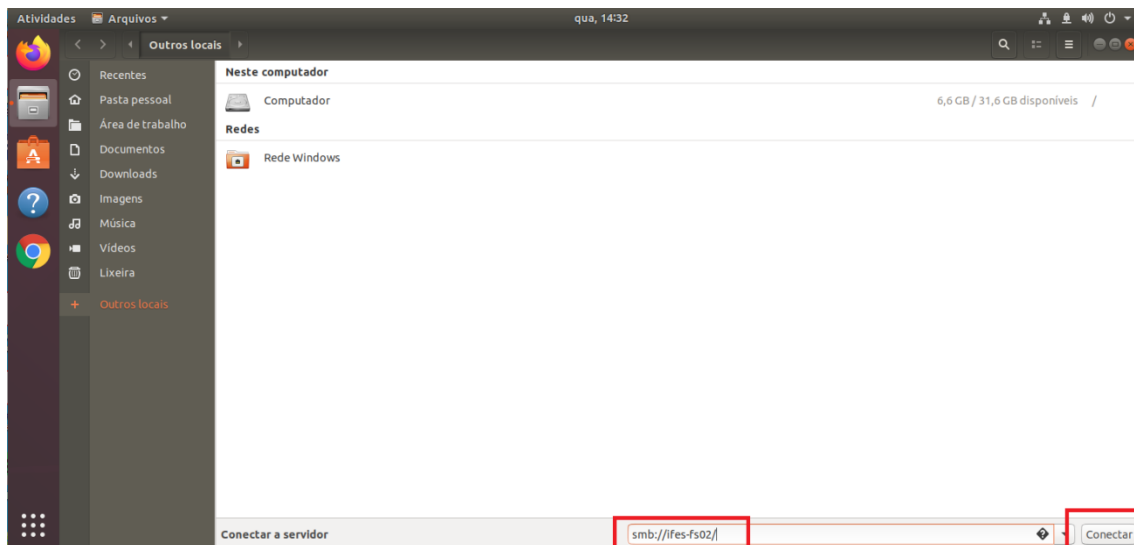 Atividades Arquivos qua, 14:32
Outros locais
Recentes
Pasta pessoal
Área de trabalho
Documentos
Downloads
Imagens
Música
Vídeos
Lixeira
Outros locais
Neste computador
Computador 6,6 GB / 31,6 GB disponíveis /
Redes
Rede Windows
Conectar a servidor smb://ifes-fs02/ Conectar